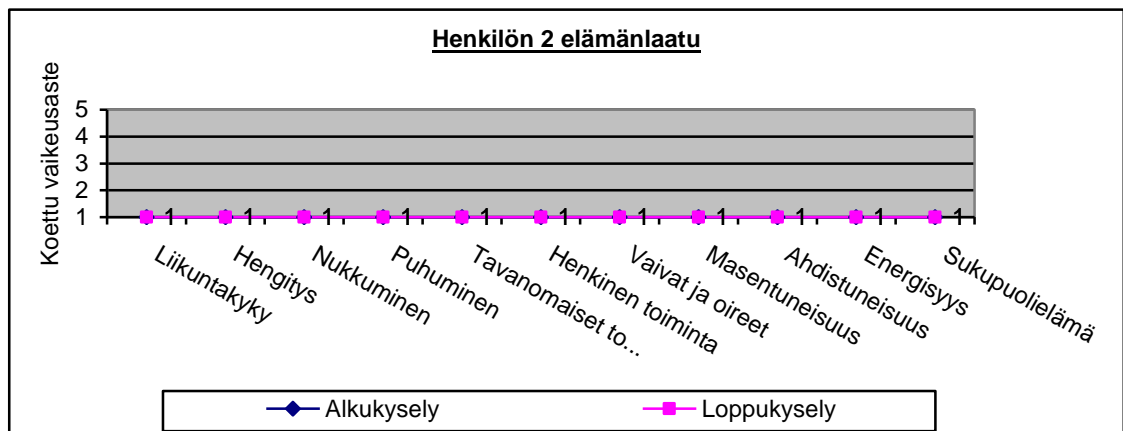 Henkilön 2 elämänlaatu
Koettu vaikeusaste
5
4
3
2
1
1 1 1 1 1 1 1 1 1 1 1
Liikuntakyky
Hengitys
Nukkuminen
Puhuminen
Tavanomaiset to...
Henkinen toiminta
Vaivat ja oireet
Masentuneisuus
Ahdistuneisuus
Energisyys
Sukupuolielämä
Alkukysely Loppukysely